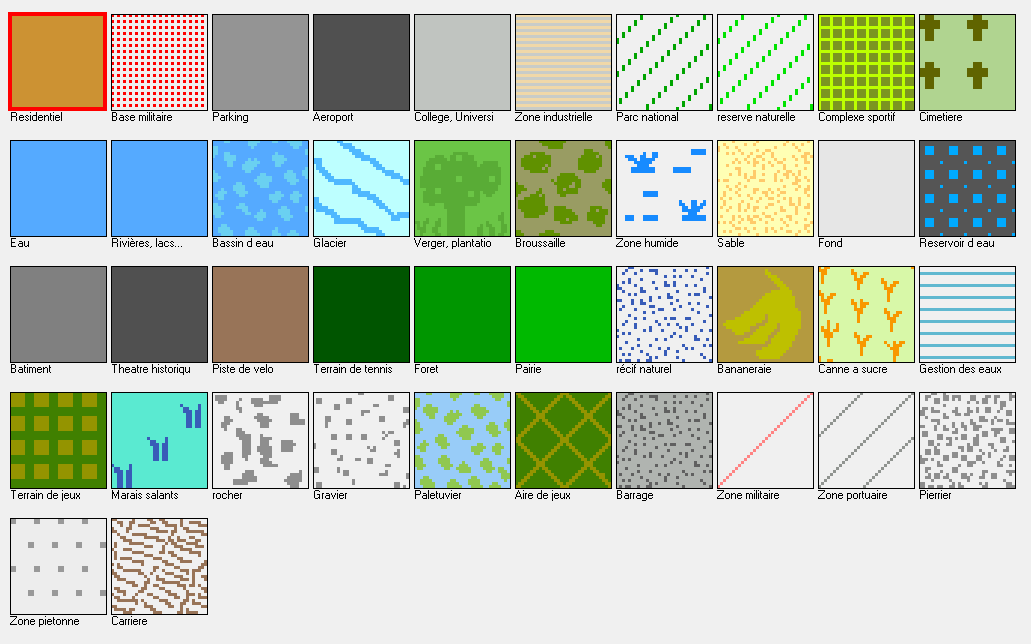 Residentiel
Base militaire
Parking
Aeroport
College, Universi
Zone industrielle
Parc national
reserve naturelle
Complexe sportif
Cimetiere
Eau
Rivières, lacs...
Bassin d eau
Glacier
Verger, plantatio
Broussaille
Zone humide
Sable
Fond
Reservoir d eau
Batiment
Theatre historiqu
Piste de velo
Terrain de tennis
Foret
Pairie
récif naturel
Bananeraie
Canne a sucre
Gestion des eaux
Terrain de jeux
Marais salants
rocher
Gravier
Paletuvier
Aire de jeux
Barrage
Zone militaire
Zone portuaire
Pierrier
Zone pietonne
Carriere